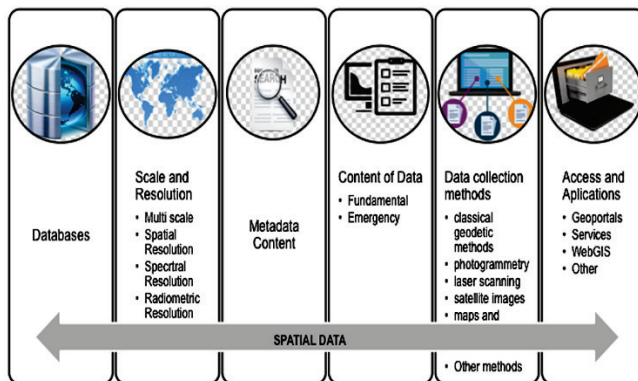 Databases
Scale and
Resolution
• Multi scale
• Spatial
Resolution
• Specrtral
Resolution
• Radiometric
Resolution
SEARCH
Metadata
Content
Content of Data
• Fundamental
• Emergency
Data collection
methods
• classical
geodetic
methods
• photogrammetry
• laser scanning
• satellite images
• maps and
• Other methods
Access and
Aplications
• Geoportals
• Services
• WebGIS
• Other
SPATIAL DATA